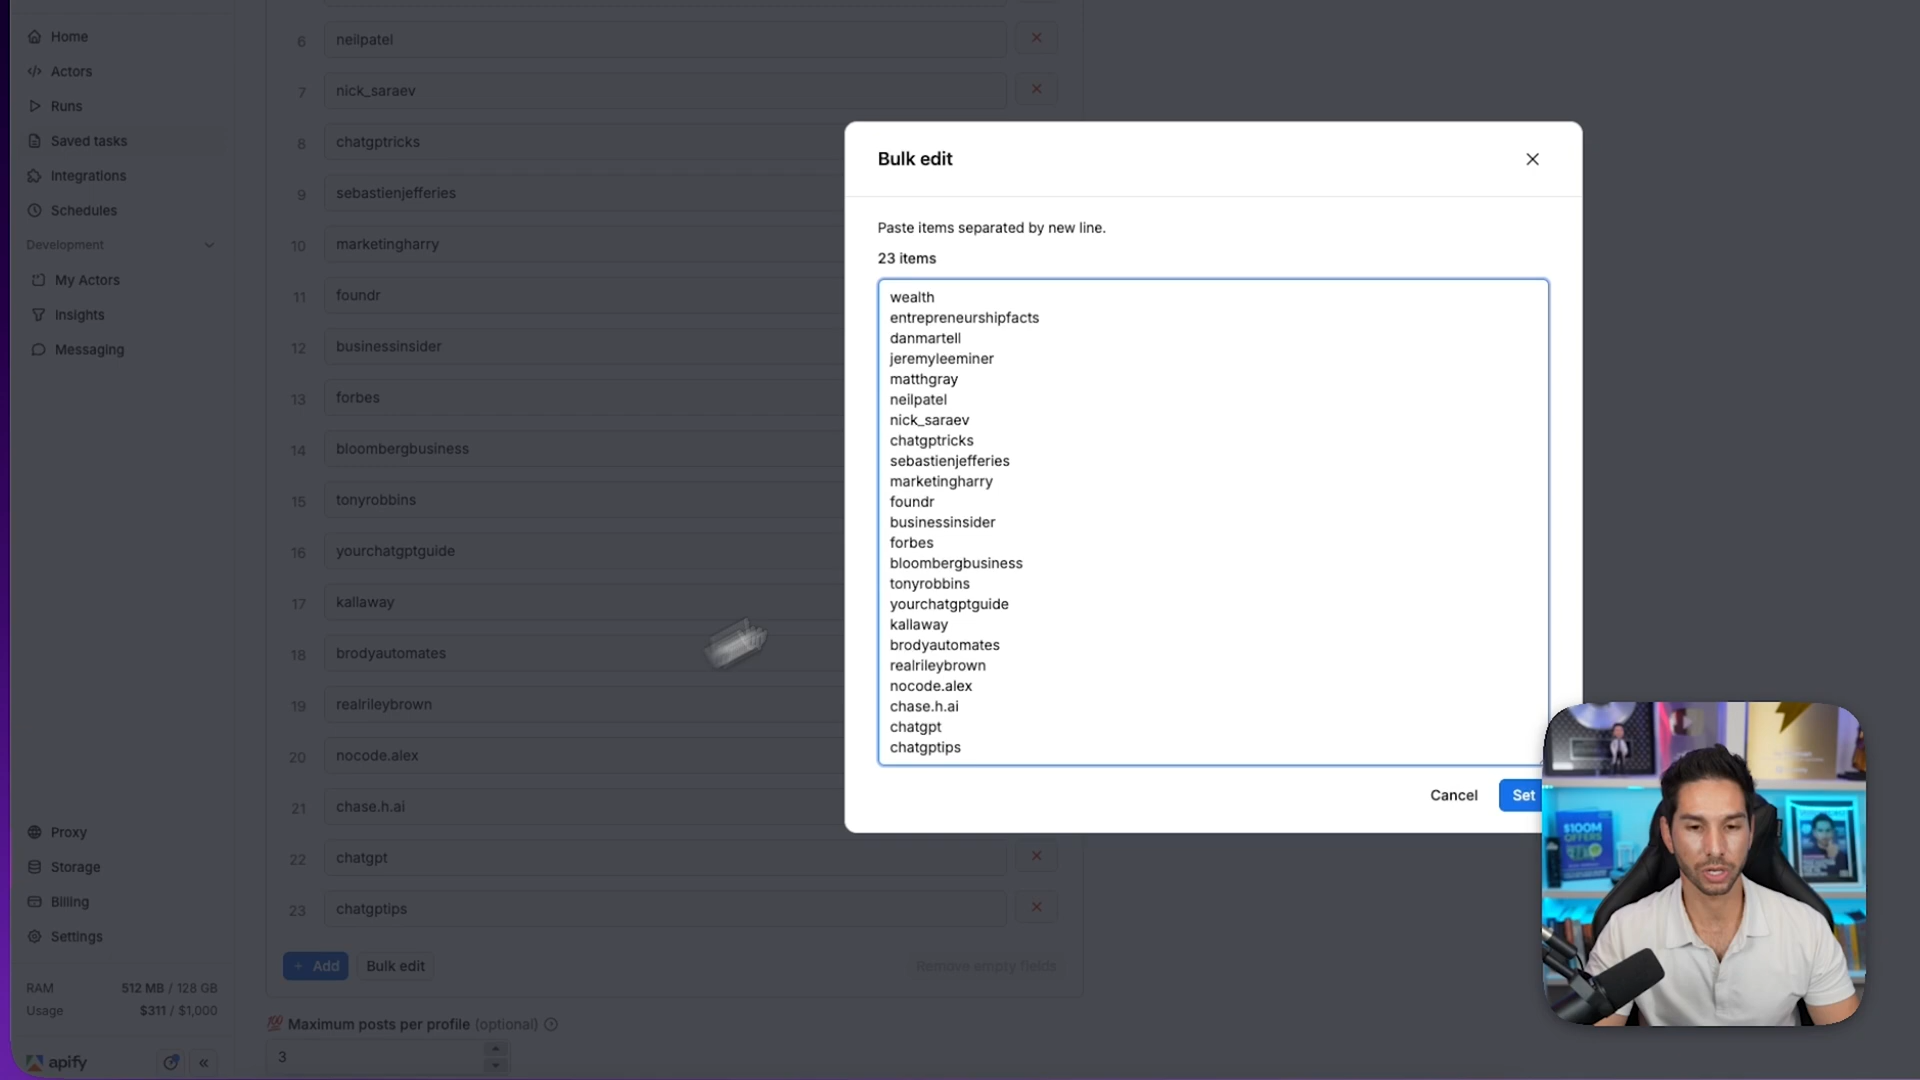 Home
Actors
Runs
Saved tasks
Integrations
Schedules
Development
My Actors
Insights
Messaging
Proxy
Storage
Billing
Settings
RAM 512 MB / 128 GB
Usage $311 / $1,000
apify
6 neilpatel
7 nick_saraev
8 chatgptricks
9 sebastienjefferies
10 marketingharry
11 foundr
12 businessinsider
13 forbes
14 bloombergbusiness
15 tonyrobbins
16 yourchatgptguide
17 kallaway
18 brodyautomates
19 realrileybrown
20 nocode.alex
21 chase.h.ai
22 chatgpt
23 chatgptips
+ Add
Bulk edit
Remove empty fields
💯 Maximum posts per profile (optional)
3
Bulk edit
Paste items separated by new line.
23 items
wealth
entrepreneurshipfacts
danmartell
jeremyleeminer
matthgray
neilpatel
nick_saraev
chatgptricks
sebastienjefferies
marketingharry
foundr
businessinsider
forbes
bloombergbusiness
tonyrobbins
yourchatgptguide
kallaway
brodyautomates
realrileybrown
nocode.alex
chase.h.ai
chatgpt
chatgptips
Cancel
Set
$100M
OFFERS